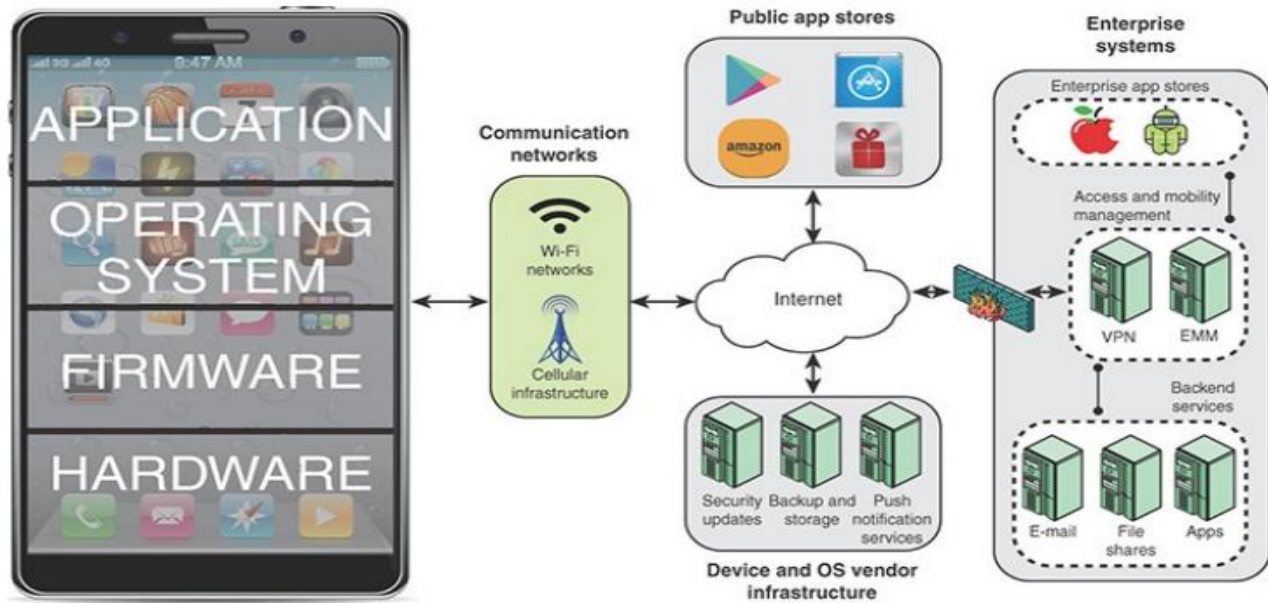 3G 4G 9:47 AM
APPLICATION
OPERATING
SYSTEM
FIRMWARE
HARDWARE
Communication
networks
Wi-Fi
networks
Cellular
infrastructure
Public app stores
amazon
Internet
Security
updates
Backup and
storage
Push
notification
services
Device and OS vendor
infrastructure
Enterprise
systems
Enterprise app stores
Access and mobility
management
VPN
EMM
Backend
services
E-mail
File
shares
Apps